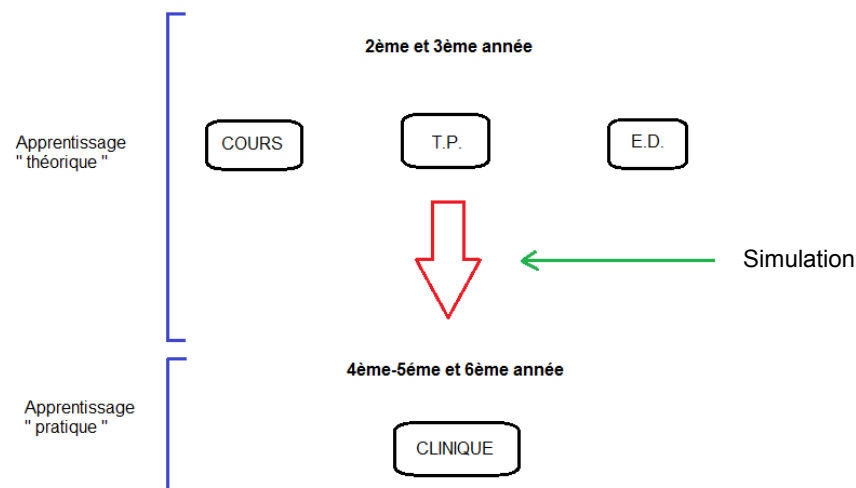 2ème et 3ème année
Apprentissage
" théorique "
COURS
T.P.
E.D.
Simulation
4ème-5éme et 6ème année
Apprentissage
" pratique "
CLINIQUE